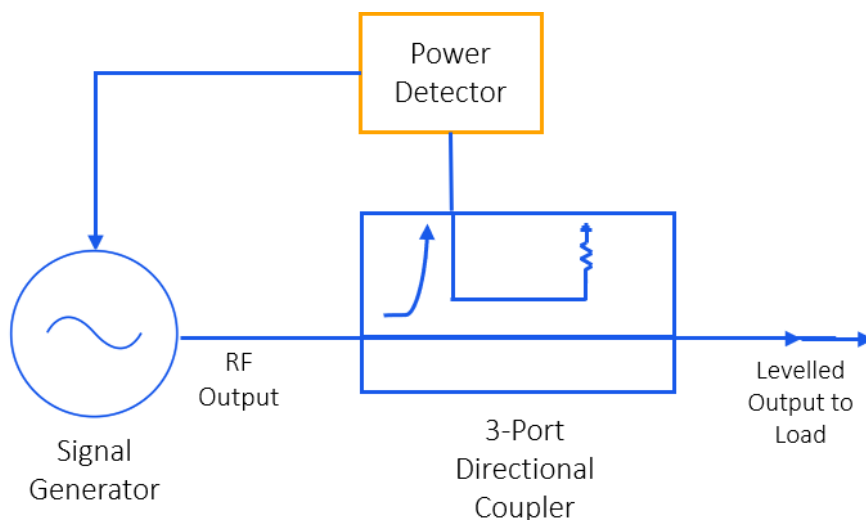 Power
Detector
RF
Output
Levelled
Output to
Load
Signal
Generator
3-Port
Directional
Coupler